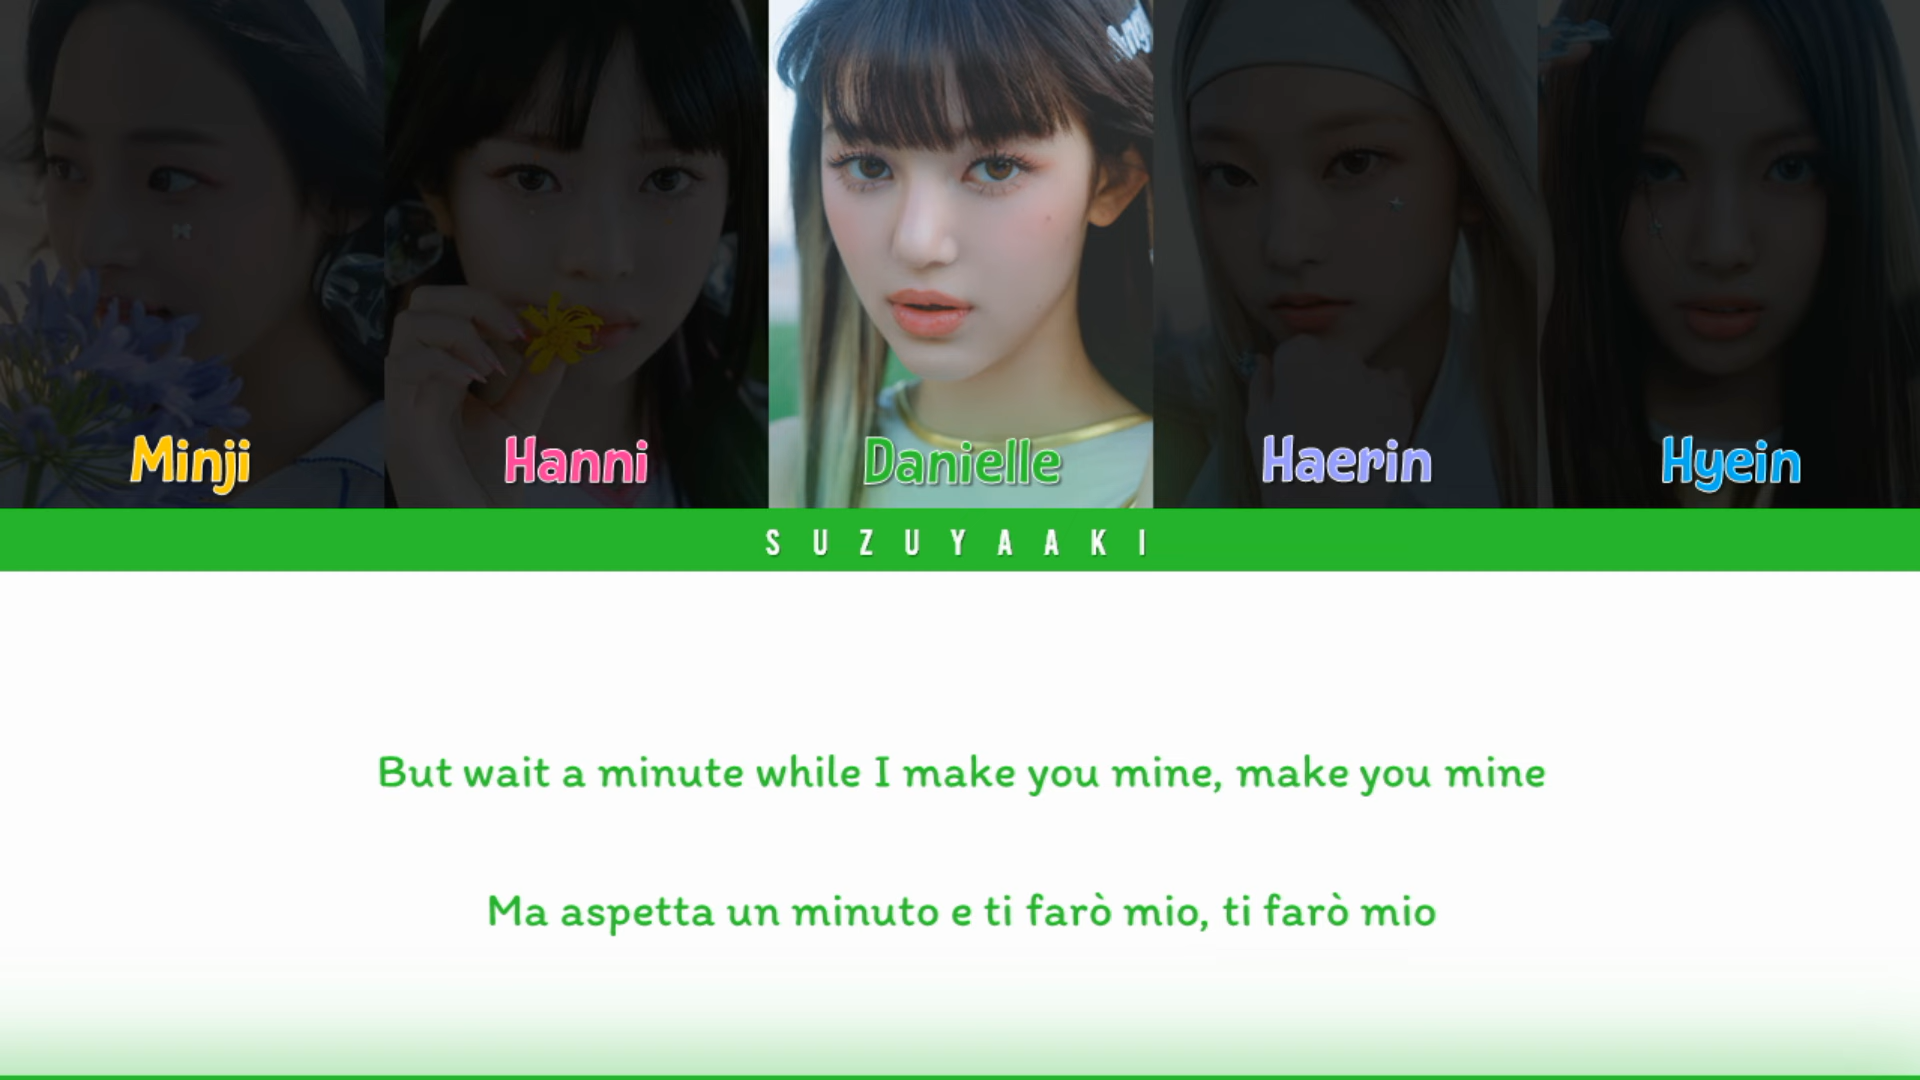 Minji Hanni Danielle Haerin Hyein
SUZUYAAKI
But wait a minute while I make you mine, make you mine
Ma aspetta un minuto e ti farò mio, ti farò mio